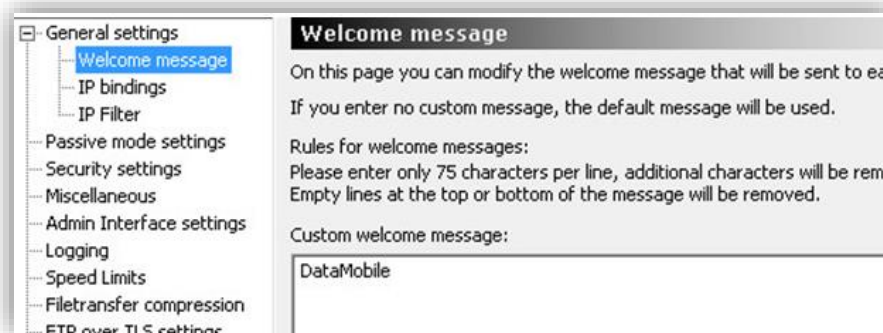 General settings
Welcome message
IP bindings
IP Filter
Passive mode settings
Security settings
Miscellaneous
Admin Interface settings
Logging
Speed Limits
Filetransfer compression
FTP over TLS settings
Welcome message
On this page you can modify the welcome message that will be sent to ea
If you enter no custom message, the default message will be used.
Rules for welcome messages:
Please enter only 75 characters per line, additional characters will be rem
Empty lines at the top or bottom of the message will be removed.
Custom welcome message:
DataMobile